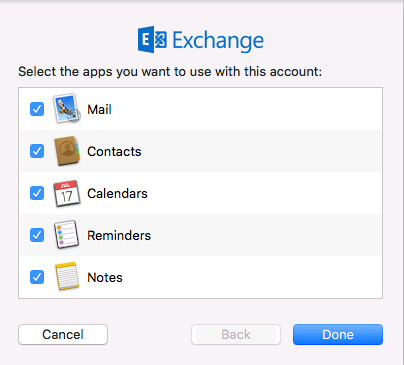 Exchange
Select the apps you want to use with this account:
Mail
Contacts
JUL
17
Calendars
Reminders
Notes
Cancel
Back
Done